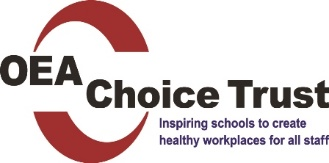 OEA
Choice Trust
Inspiring schools to create
healthy workplaces for all staff